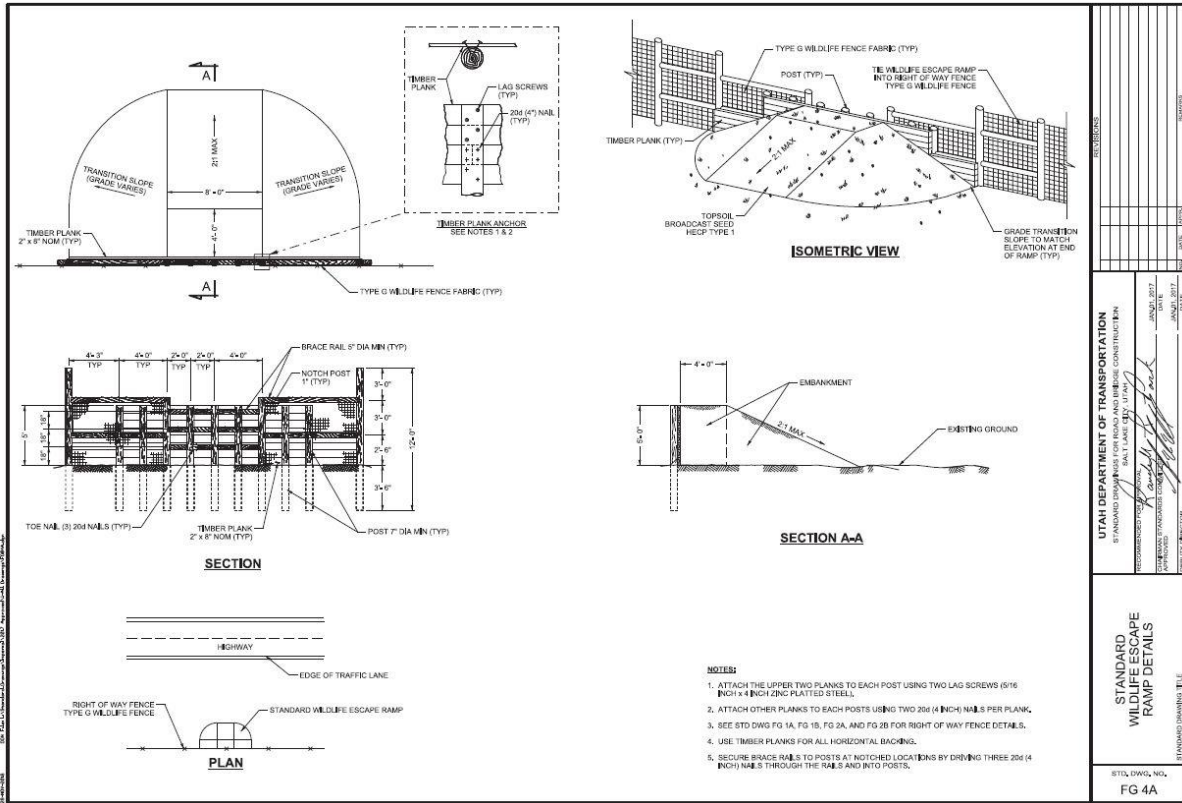 A
A
TRANSITION SLOPE
(GRADE VARIES)
2:1 MAX
8'-0"
TRANSITION SLOPE
(GRADE VARIES)
4'-0"
TIMBER PLANK
2" x 8" NOM (TYP)
TYPE G WILDLIFE FENCE FABRIC (TYP)
TIMBER
PLANK
LAG SCREWS
(TYP)
20d (4") NAIL
(TYP)
TIMBER PLANK ANCHOR
SEE NOTES 1 & 2
TYPE G WILDLIFE FENCE FABRIC (TYP)
POST (TYP)
TIE WILDLIFE ESCAPE RAMP
INTO RIGHT OF WAY FENCE
TYPE G WILDLIFE FENCE
TIMBER PLANK (TYP)
2:1 MAX
TOPSOIL
BROADCAST SEED
HECP TYPE 1
GRADE TRANSITION
SLOPE TO MATCH
ELEVATION AT END
OF RAMP (TYP)
ISOMETRIC VIEW
4'-3"
TYP
4'-0"
TYP
2'-0"
TYP
2'-0"
TYP
4'-0"
BRACE RAIL 5" DIA MIN (TYP)
NOTCH POST
1" (TYP)
3'-0"
3'-0"
2'-6"
3'-6"
12'-0"
5'
18"
18"
18"
TOE NAIL (3) 20d NAILS (TYP)
TIMBER PLANK
2" x 8" NOM (TYP)
POST 7" DIA MIN (TYP)
SECTION
4'-0"
EMBANKMENT
2:1 MAX
EXISTING GROUND
SECTION A-A
HIGHWAY
EDGE OF TRAFFIC LANE
RIGHT OF WAY FENCE
TYPE G WILDLIFE FENCE
STANDARD WILDLIFE ESCAPE RAMP
PLAN
NOTES:
1. ATTACH THE UPPER TWO PLANKS TO EACH POST USING TWO LAG SCREWS (5/16
INCH x 4 INCH ZINC PLATTED STEEL).
2. ATTACH OTHER PLANKS TO EACH POSTS USING TWO 20d (4 INCH) NAILS PER PLANK.
3. SEE STD DWG FG 1A, FG 1B, FG 2A, AND FG 2B FOR RIGHT OF WAY FENCE DETAILS.
4. USE TIMBER PLANKS FOR ALL HORIZONTAL BACKING.
5. SECURE BRACE RAILS TO POSTS AT NOTCHED LOCATIONS BY DRIVING THREE 20d (4
INCH) NAILS THROUGH THE RAILS AND INTO POSTS.
REVISIONS
REMARKS
DATE
UTAH DEPARTMENT OF TRANSPORTATION
STANDARD DRAWINGS FOR ROAD AND BRIDGE CONSTRUCTION
SALT LAKE CITY, UTAH
RECOMMENDED FOR APPROVAL
JAN.01, 2017
DATE
CHAIRMAN STANDARDS
APPROVED
JAN.01, 2017
DATE
STANDARD
WILDLIFE ESCAPE
RAMP DETAILS
STANDARD DRAWING TITLE
STD. DWG. NO.
FG 4A